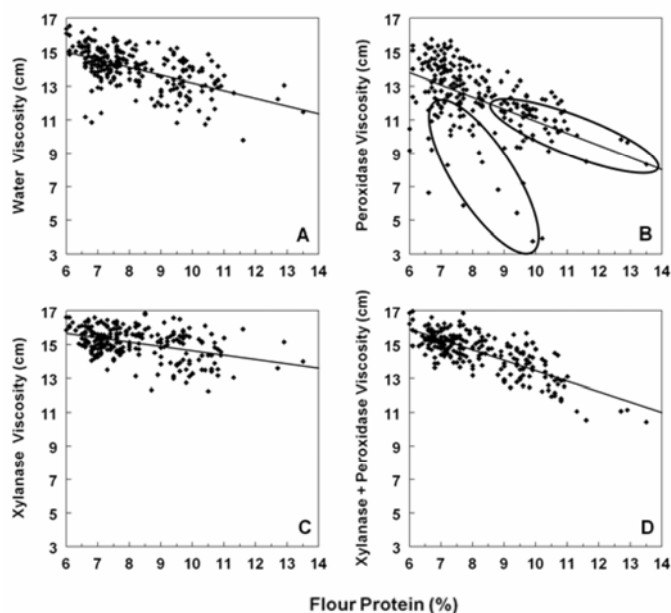 17
15
13
11
9
7
5
3
Water Viscosity (cm)
A
6 7 8 9 10 11 12 13 14
17
15
13
11
9
7
5
3
Peroxidase Viscosity (cm)
B
6 7 8 9 10 11 12 13 14
17
15
13
11
9
7
5
3
Xylanase Viscosity (cm)
C
6 7 8 9 10 11 12 13 14
17
15
13
11
9
7
5
3
Xylanase + Peroxidase Viscosity (cm)
D
6 7 8 9 10 11 12 13 14
Flour Protein (%)